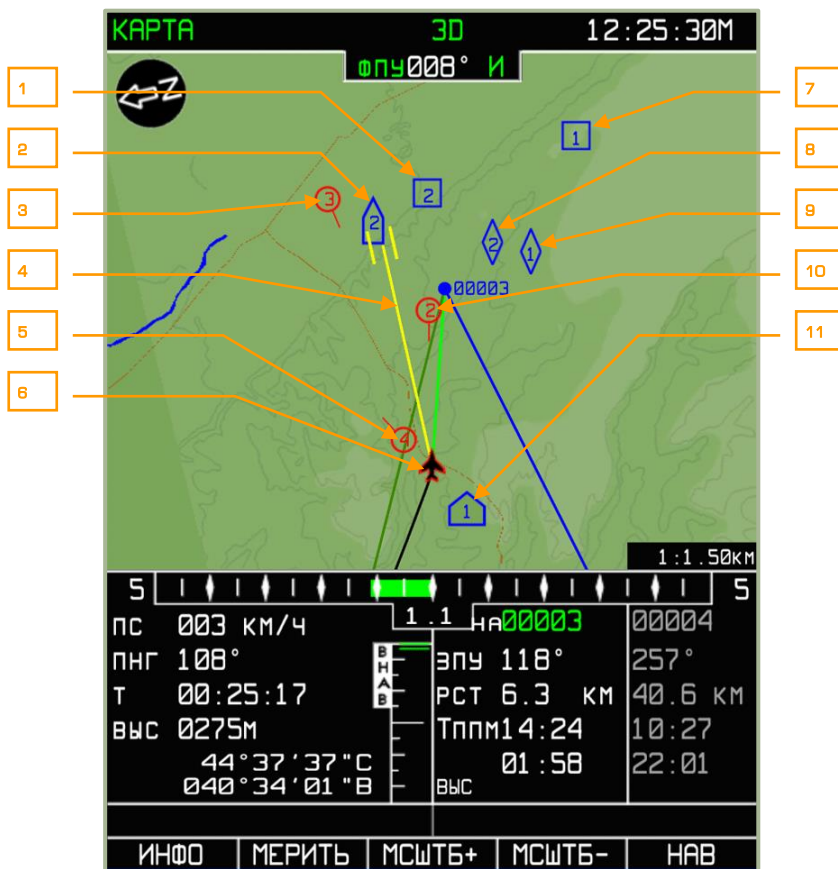 КАРТА 3D 12:25:30М
ФПУ008° И
1
2
3
4
5
6
7
8
9
10
11
Z
1
2
3
2
2
1
00003
2
4
1
1:1.50КМ
5 5
1.1
ПС 003 КМ/Ч
ПНГ 108°
Т 00:25:17
ВЫС 0275М
44°37'37"С
040°34'01"В
ВНАВ
НА00003
ЗПУ 118°
РСТ 6.3 КМ
Тппм14:24
01:58
ВЫС
00004
257°
40.6 КМ
10:27
22:01
ИНФО МЕРИТЬ МСШТБ+ МСШТБ- НАВ